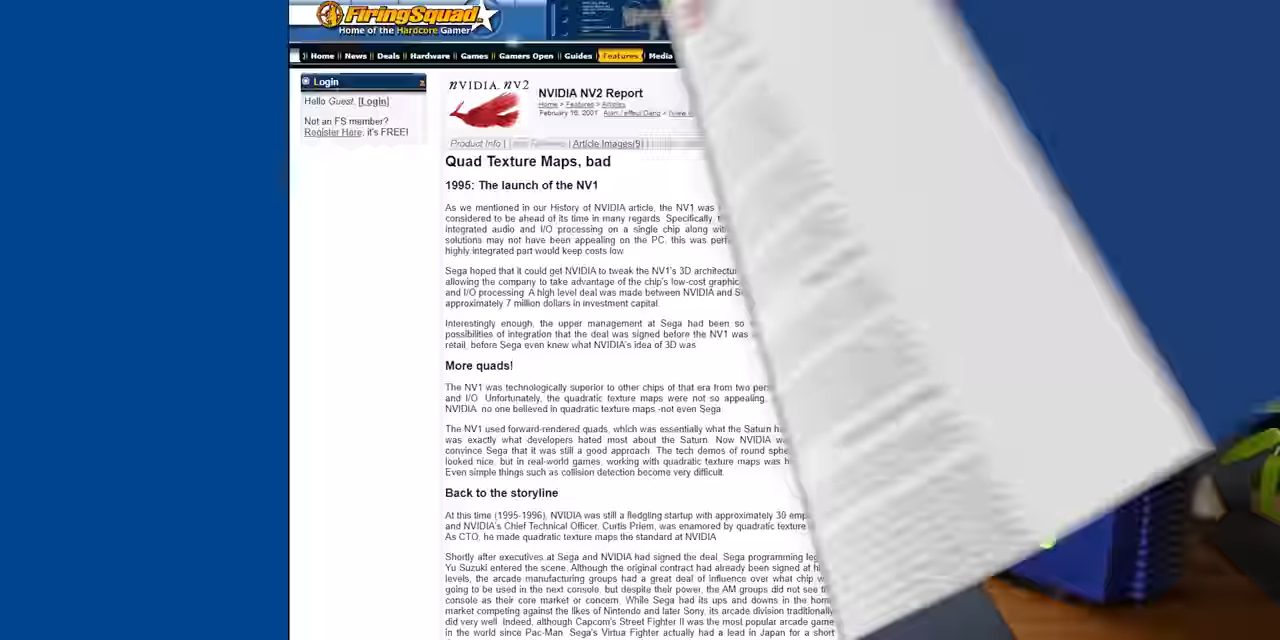 FiringSquad
Home of the Hardcore Gamer
Home || News || Deals || Hardware || Games || Gamers Open || Guides || Features || Media
Login x
Hello Guest, [Login]
Not an FS member?
Register Here, it's FREE!
NVIDIA NV2
NVIDIA NV2 Report
Home > Features > Articles
February 16, 2001
Product Info | | Article Images(9)
Quad Texture Maps, bad
1995: The launch of the NV1
As we mentioned in our History of NVIDIA article, the NV1 was
considered to be ahead of its time in many regards. Specifically,
integrated audio and I/O processing on a single chip along
solutions may not have been appealing on the PC, this was
highly integrated part would keep costs low.
Sega hoped that it could get NVIDIA to tweak the NV1's 3D
allowing the company to take advantage of the chip's low-cost
and I/O processing. A high level deal was made between NVIDIA and
approximately 7 million dollars in investment capital.
Interestingly enough, the upper management at Sega had been so
possibilities of integration that the deal was signed before the NV1 was
retail, before Sega even knew what NVIDIA's idea of 3D was.
More quads!
The NV1 was technologically superior to other chips of that era from two
and I/O. Unfortunately, the quadratic texture maps were not so appealing.
NVIDIA, no one believed in quadratic texture maps -not even Sega.
The NV1 used forward-rendered quads, which was essentially what the Saturn
was exactly what developers hated most about the Saturn. Now NVIDIA
convince Sega that it was still a good approach. The tech demos of round
looked nice, but in real-world games, working with quadratic texture maps was
Even simple things such as collision detection become very difficult.
Back to the storyline
At this time (1995-1996), NVIDIA was still a fledgling startup with approximately 30
and NVIDIA's Chief Technical Officer, Curtis Priem, was enamored by quadratic texture
As CTO, he made quadratic texture maps the standard at NVIDIA.
Shortly after executives at Sega and NVIDIA had signed the deal, Sega programming
Yu Suzuki entered the scene. Although the original contract had already been signed at
levels, the arcade manufacturing groups had a great deal of influence over what chip
going to be used in the next console, but despite their power, the AM groups did not see
console as their core market or concern. While Sega had its ups and downs in the
market competing against the likes of Nintendo and later Sony, its arcade division traditionally
did very well. Indeed, although Capcom's Street Fighter II was the most popular arcade game
in the world since Pac-Man, Sega's Virtua Fighter actually had a lead in Japan for a short